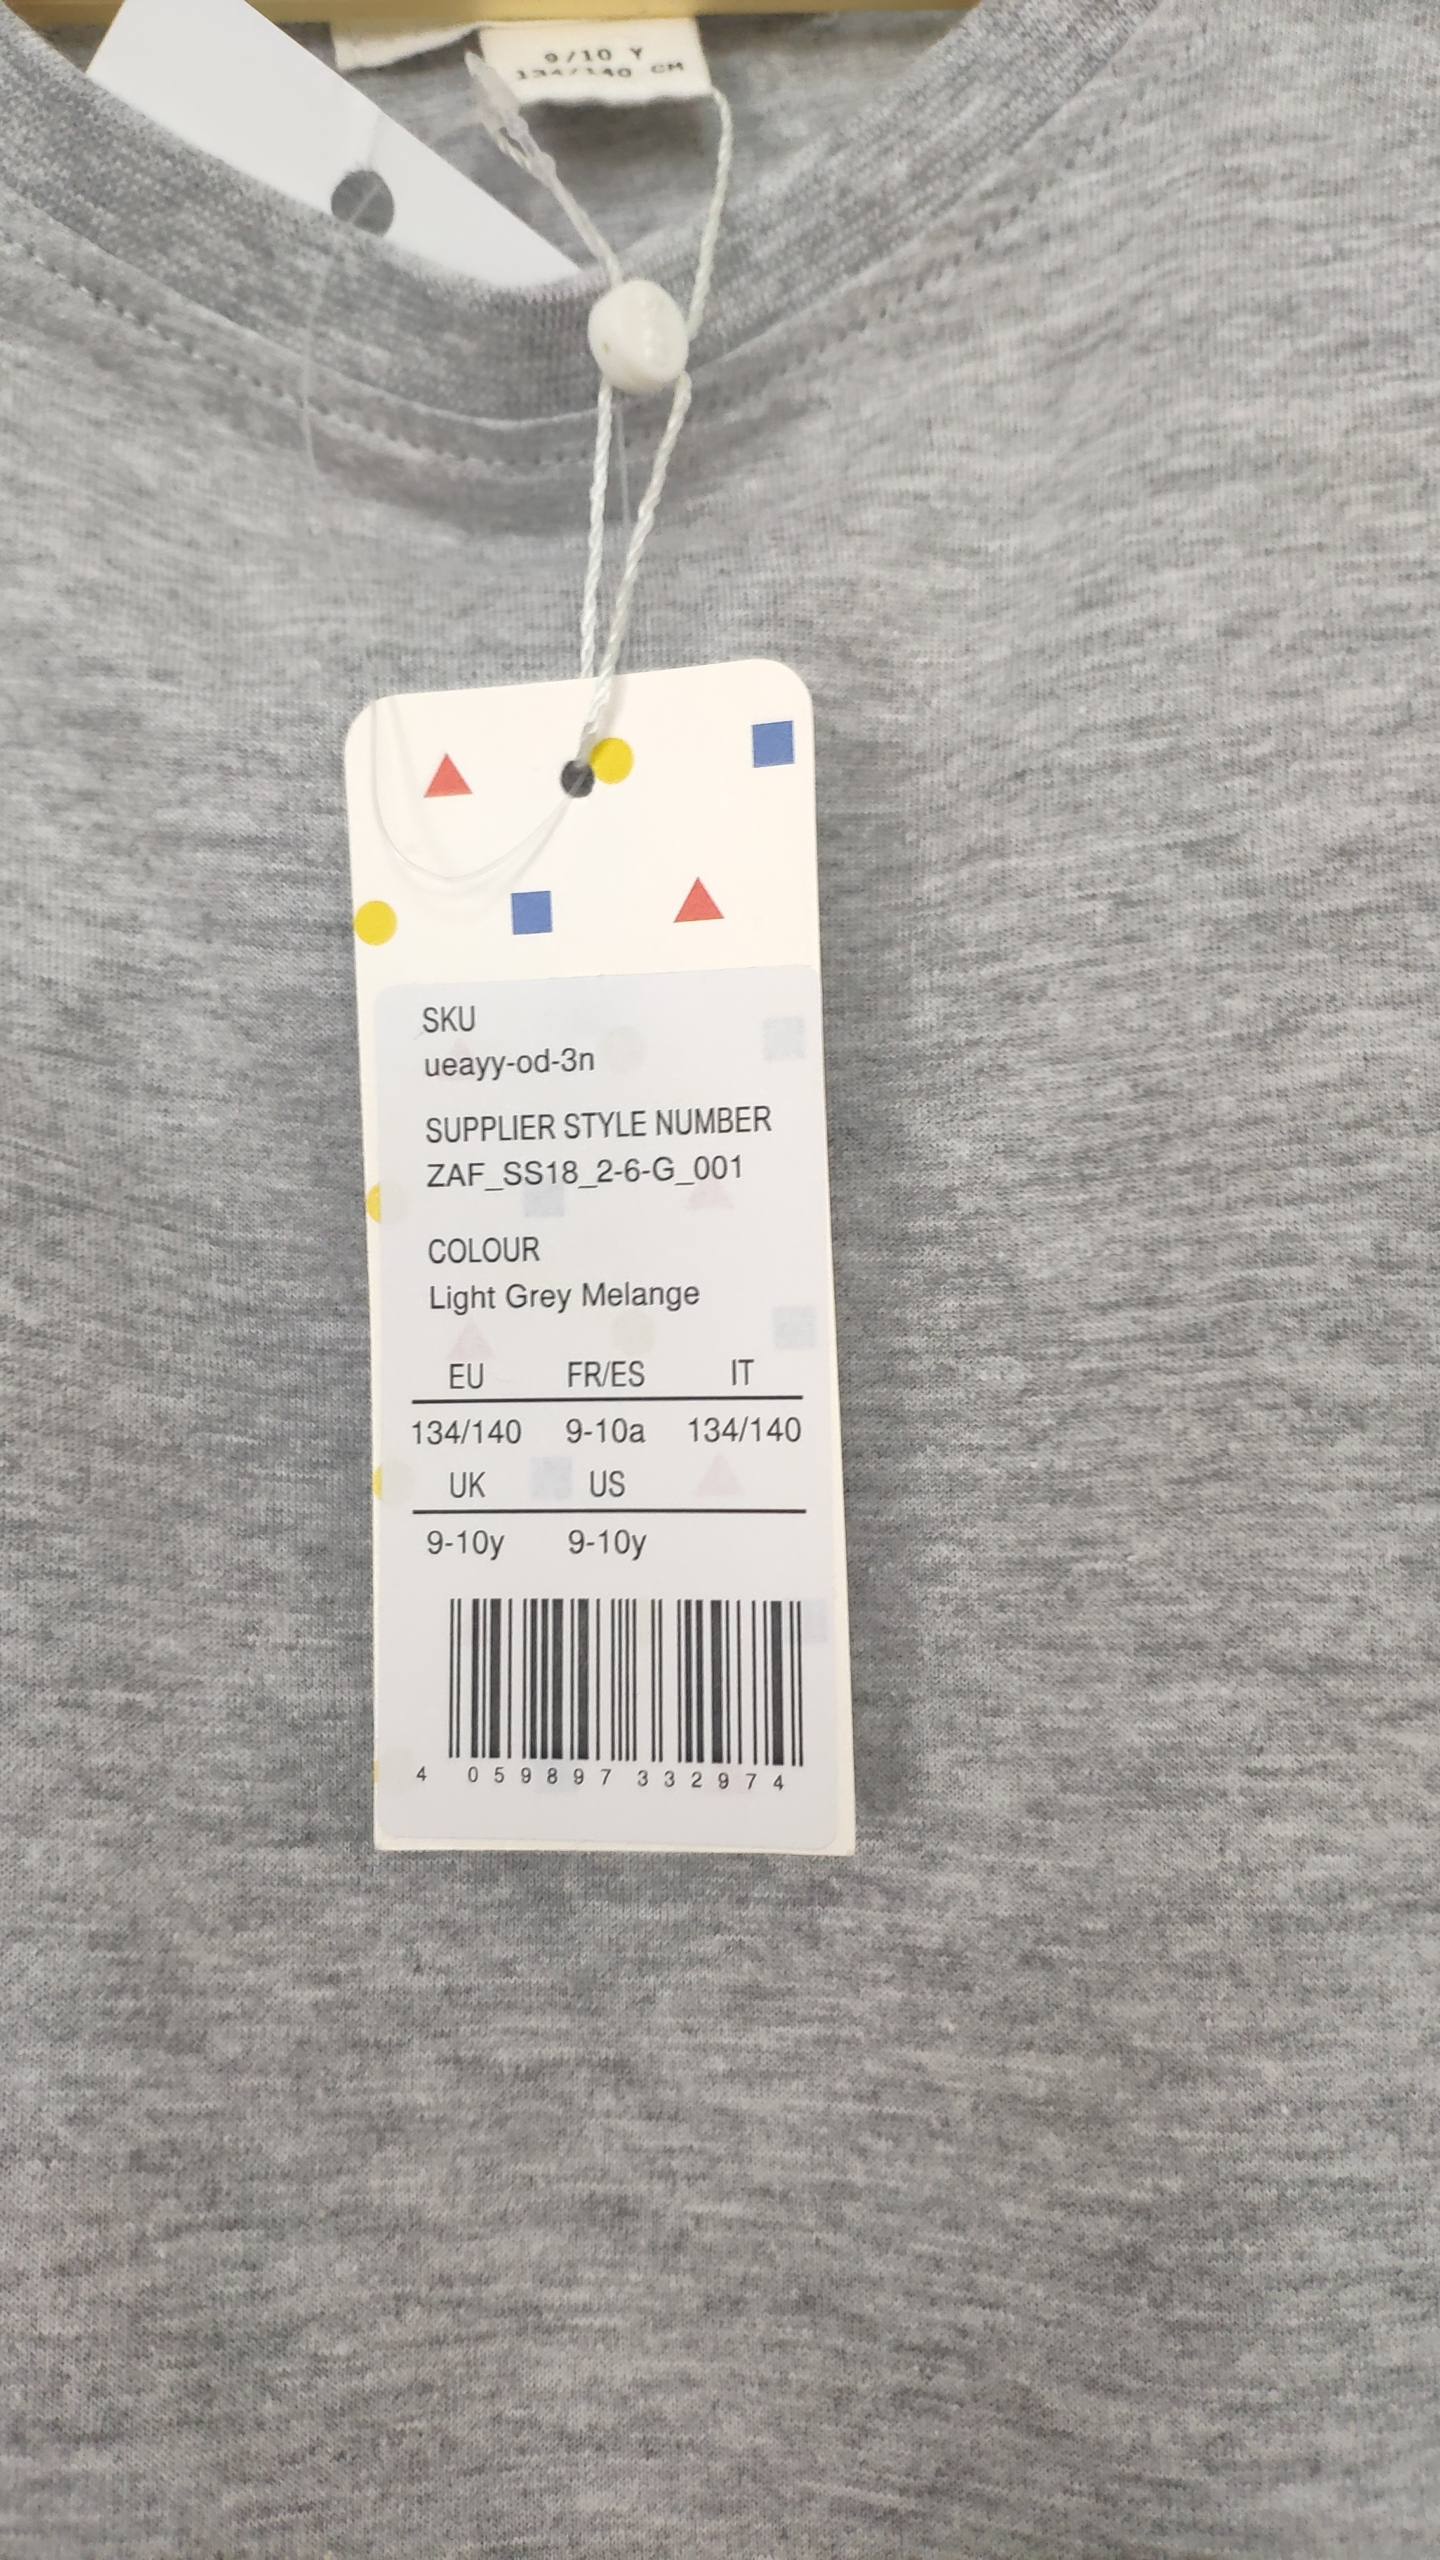 9/10 Y
134/140 CM
SKU
ueayy-od-3n
SUPPLIER STYLE NUMBER
ZAF_SS18_2-6-G_001
COLOUR
Light Grey Melange
EU FR/ES IT
134/140 9-10a 134/140
UK US
9-10y 9-10y
4 059897 332974